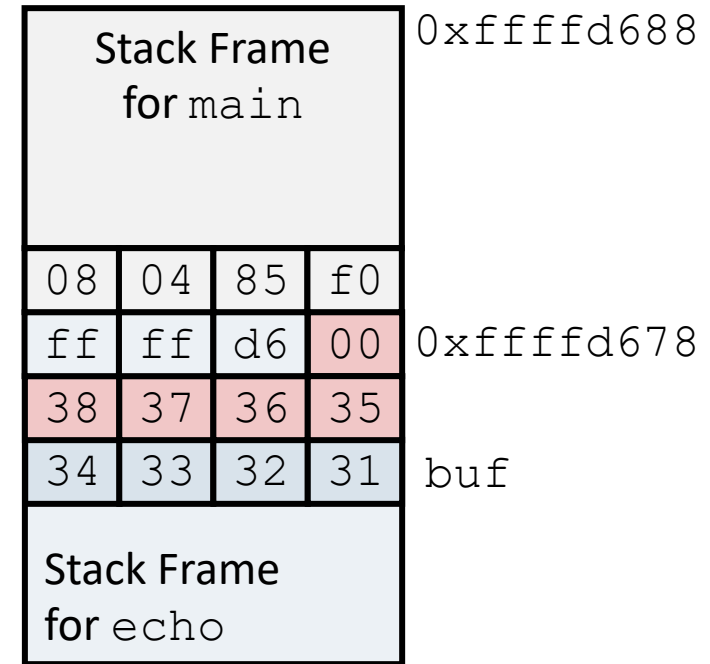 Stack Frame 0xffffd688
for main
08 04 85 f0
ff ff d6 00 0xffffd678
38 37 36 35
34 33 32 31 buf
Stack Frame
for echo